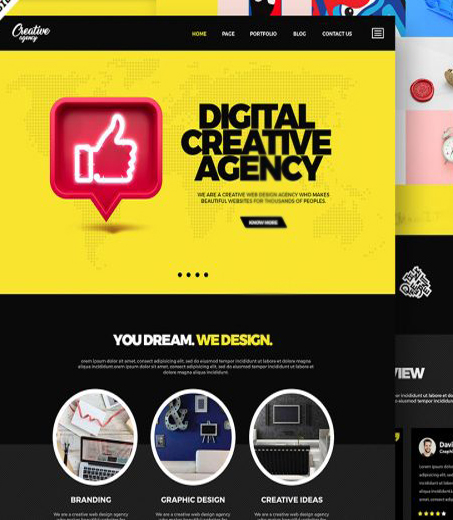 Creative
agency
HOME PAGE PORTFOLIO BLOG CONTACT US
DIGITAL
CREATIVE
AGENCY
WE ARE A CREATIVE WEB DESIGN AGENCY WHO MAKES
BEAUTIFUL WEBSITES FOR THOUSANDS OF PEOPLES.
KNOW MORE
YOU DREAM. WE DESIGN.
orem ipsum dolor sit amet, consect adipisicing elit, sed do eiusmod tempor incididunt ut labore et dolore magna
aliqua incididunt.orem ipsum dolor sit amet, consect adipisicing elit, sed do eiusmod tempor incididunt ut labore et
dolore magna aliqua incididunt.
BRANDING GRAPHIC DESIGN CREATIVE IDEAS
We are a creative web design agency We are a creative web design agency We are a creative web design agency
VIEW
Davi